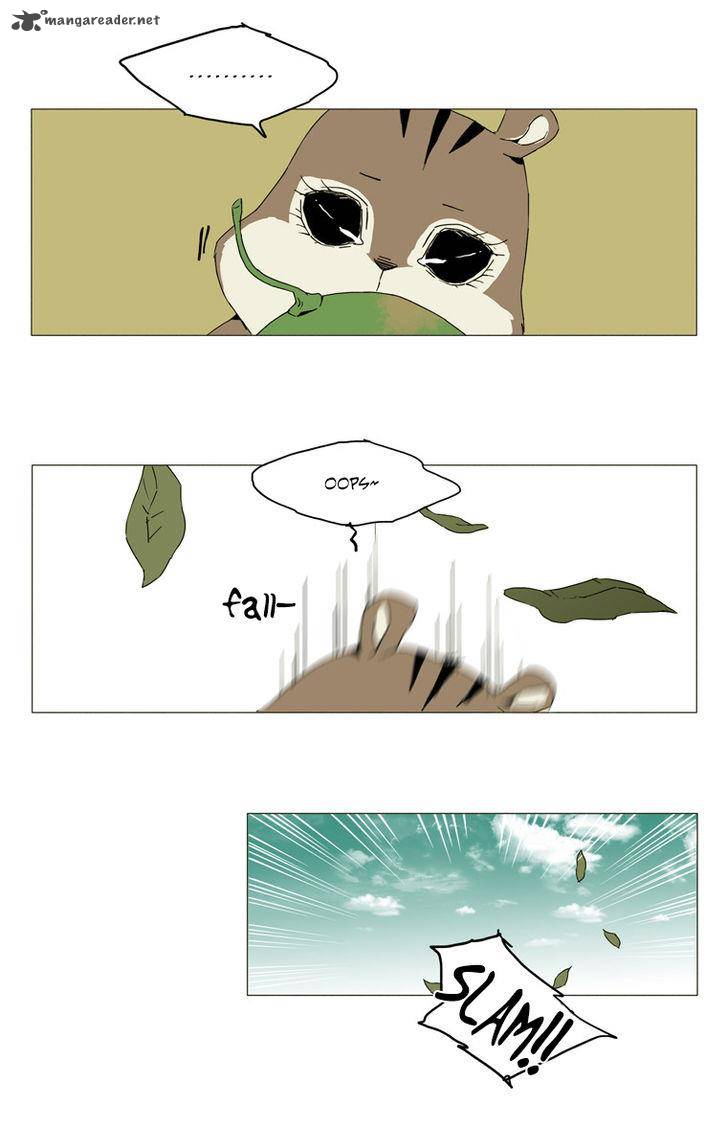 mangareader.net
..........
OOPS~
fall-
SLAM!!